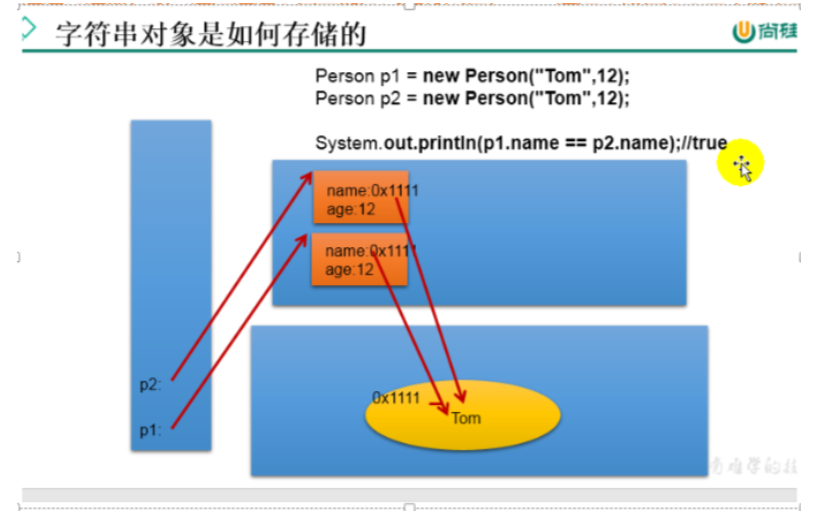 字符串对象是如何存储的
尚硅
Person p1 = new Person("Tom",12);
Person p2 = new Person("Tom",12);
System.out.println(p1.name == p2.name);//true
name:0x1111
age:12
name:0x1111
age:12
p2:
0x1111
Tom
p1: